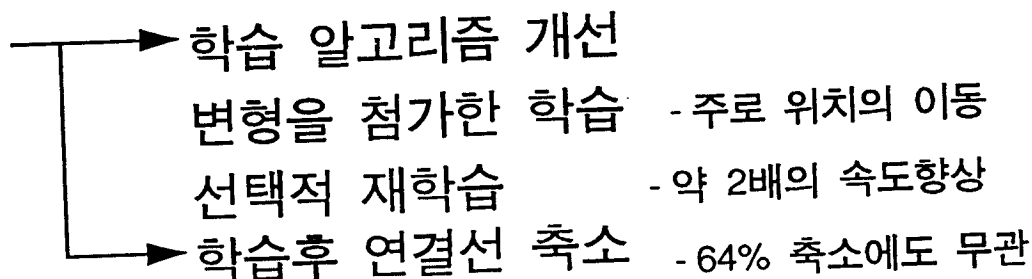 학습 알고리즘 개선
변형을 첨가한 학습 - 주로 위치의 이동
선택적 재학습 - 약 2배의 속도향상
학습후 연결선 축소 - 64% 축소에도 무관